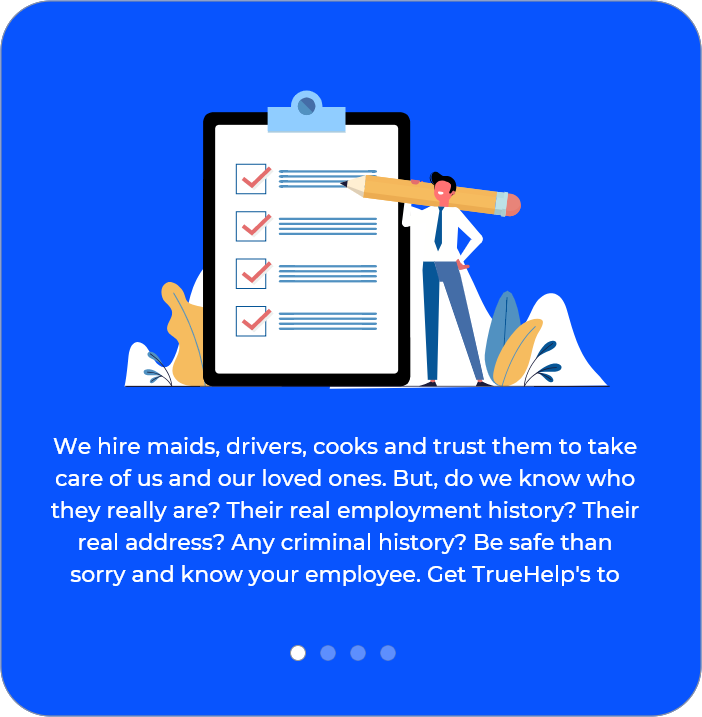 We hire maids, drivers, cooks and trust them to take
care of us and our loved ones. But, do we know who
they really are? Their real employment history? Their
real address? Any criminal history? Be safe than
sorry and know your employee. Get TrueHelp's to